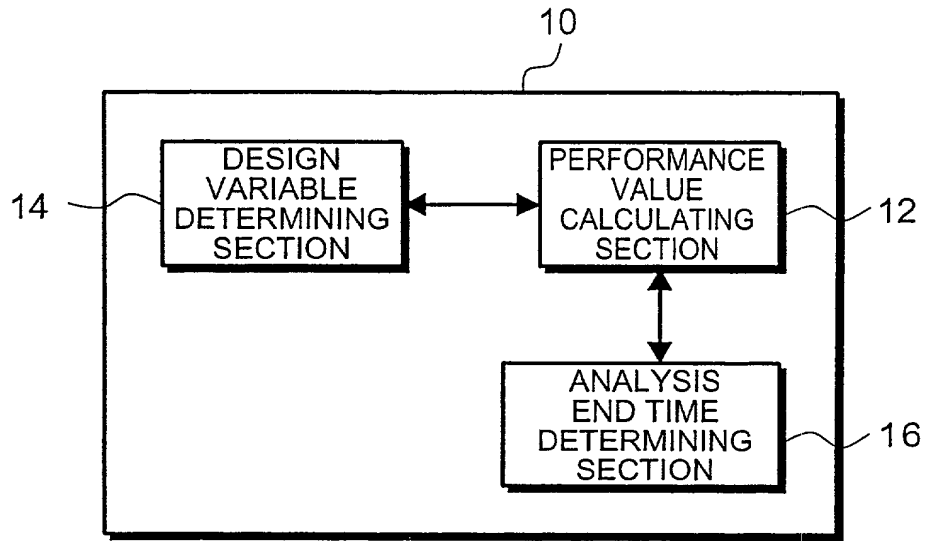 10
14
DESIGN
VARIABLE
DETERMINING
SECTION
PERFORMANCE
VALUE
CALCULATING
SECTION
12
ANALYSIS
END TIME
DETERMINING
SECTION
16